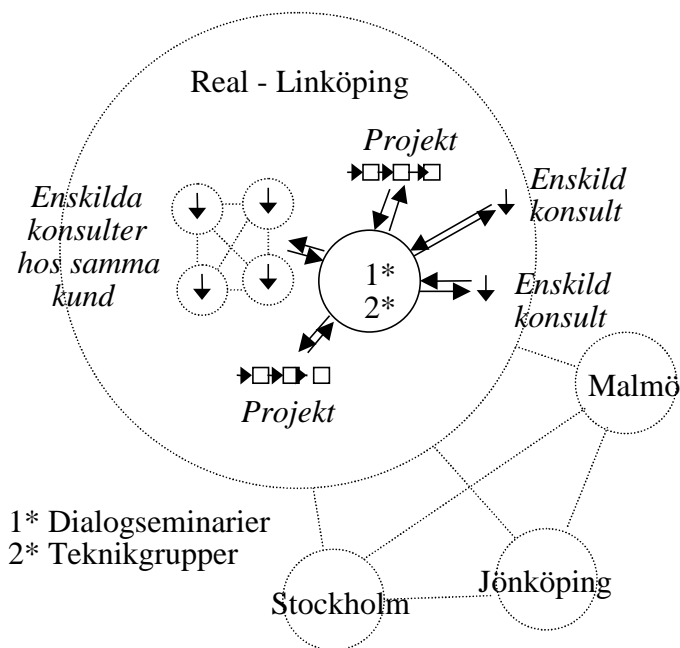 Real - Linköping
Projekt
Enskilda
konsulter
hos samma
kund
Enskild
konsult
1*
2*
Enskild
konsult
Projekt
Malmö
1* Dialogseminarier
2* Teknikgrupper
Jönköping
Stockholm